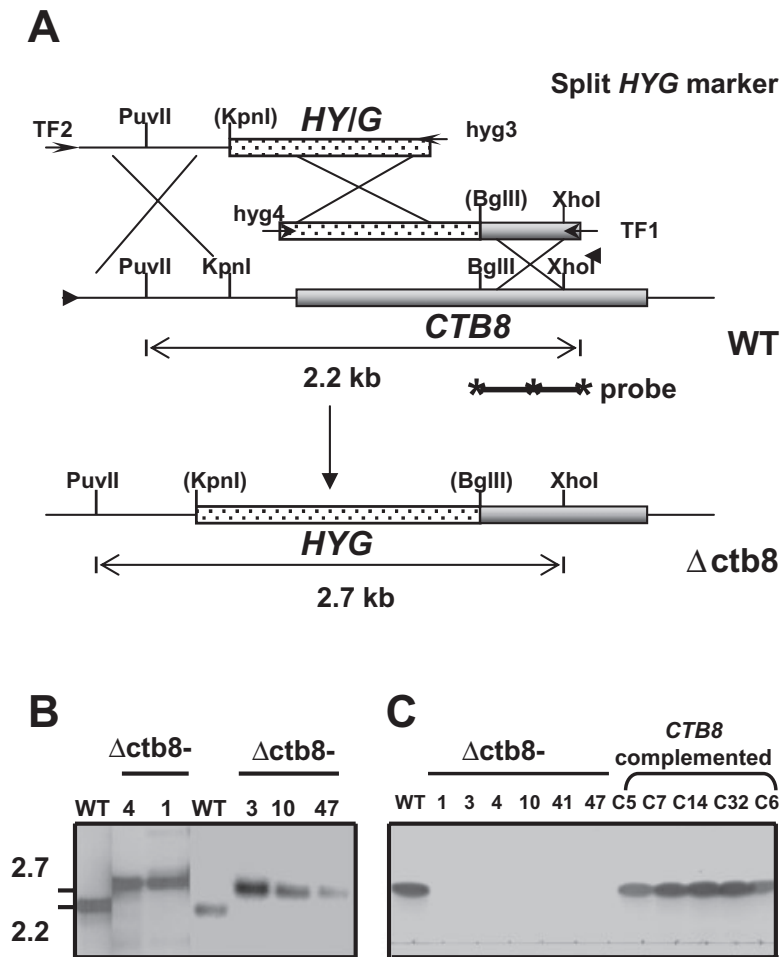 A
Split HYG marker
TF2 PuvII (KpnI) HY/G hyg3
hyg4 (BglII) XhoI TF1
PuvII KpnI BglII XhoI
CTB8 WT
2.2 kb
probe
PuvII (KpnI) (BglII) XhoI
HYG
Δctb8
2.7 kb
B
Δctb8- Δctb8-
WT 4 1 WT 3 10 47
2.7
2.2
C
CTB8
Δctb8- complemented
WT 1 3 4 10 41 47 C5 C7 C14 C32 C6